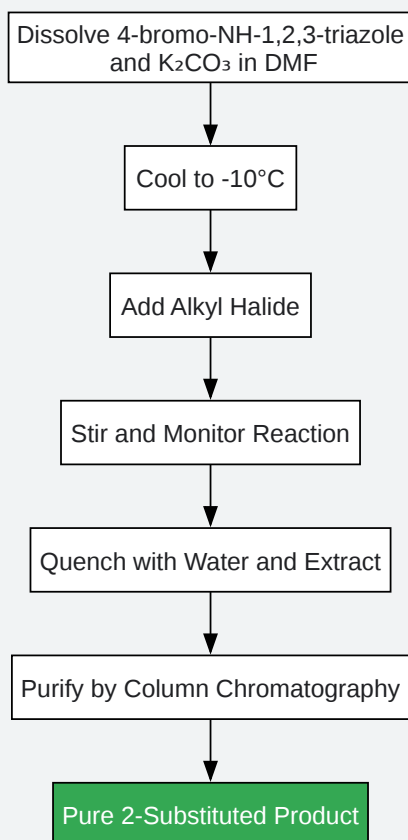 Dissolve 4-bromo-NH-1,2,3-triazole
and K₂CO₃ in DMF
Cool to -10°C
Add Alkyl Halide
Stir and Monitor Reaction
Quench with Water and Extract
Purify by Column Chromatography
Pure 2-Substituted Product